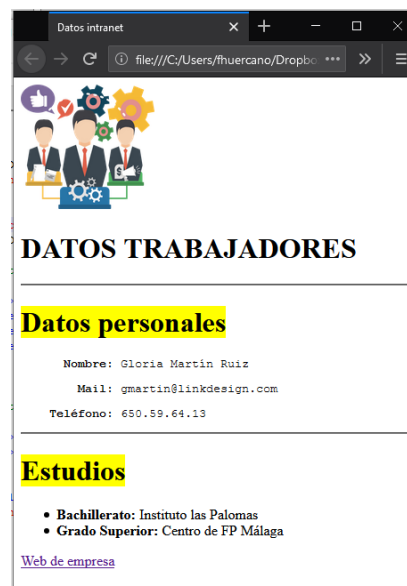 Datos intranet
file:///C:/Users/fhuercano/Dropbo
DATOS TRABAJADORES
Datos personales
Nombre: Gloria Martín Ruiz
Mail: gmartin@linkdesign.com
Teléfono: 650.59.64.13
Estudios
Bachillerato: Instituto las Palomas
Grado Superior: Centro de FP Málaga
Web de empresa